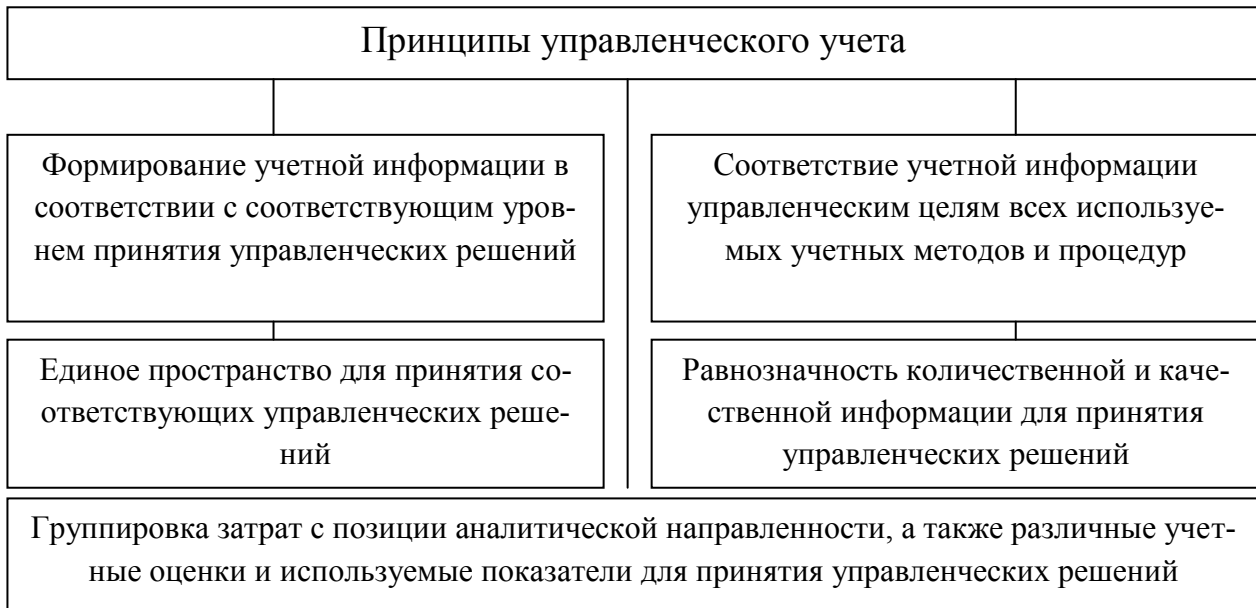 Принципы управленческого учета
Формирование учетной информации в
соответствии с соответствующим уров-
нем принятия управленческих решений
Соответствие учетной информации
управленческим целям всех используе-
мых учетных методов и процедур
Единое пространство для принятия со-
ответствующих управленческих реше-
ний
Равнозначность количественной и каче-
ственной информации для принятия
управленческих решений
Группировка затрат с позиции аналитической направленности, а также различные учет-
ные оценки и используемые показатели для принятия управленческих решений